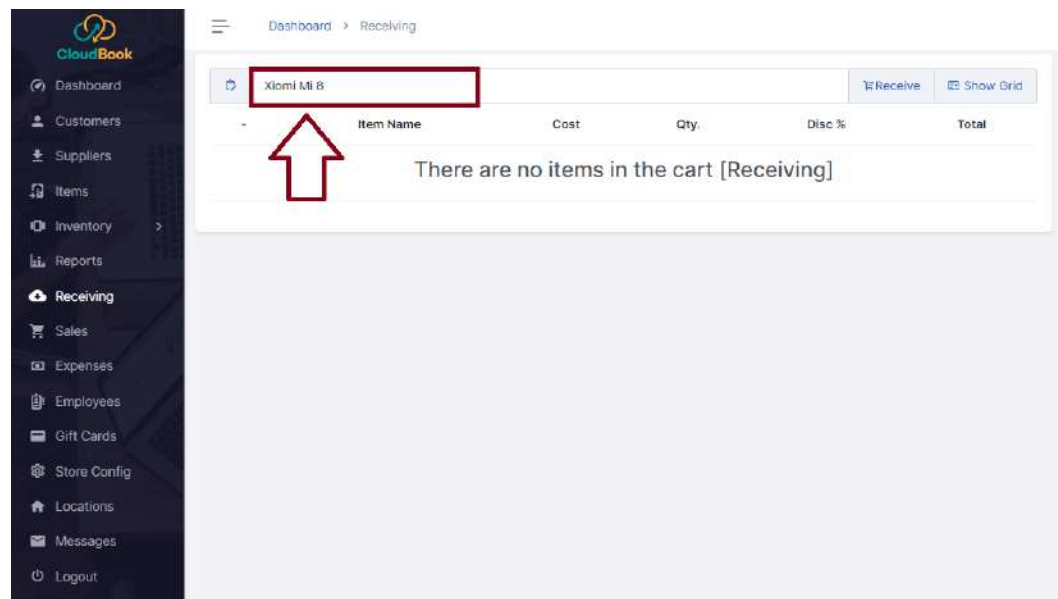 CloudBook
Dashboard
Customers
Suppliers
Items
Inventory >
Reports
Receiving
Sales
Expenses
Employees
Gift Cards
Store Config
Locations
Messages
Logout
Dashboard > Receiving
Xiomi Mi 8 Receive Show Grid
- Item Name Cost Qty. Disc % Total
There are no items in the cart [Receiving]